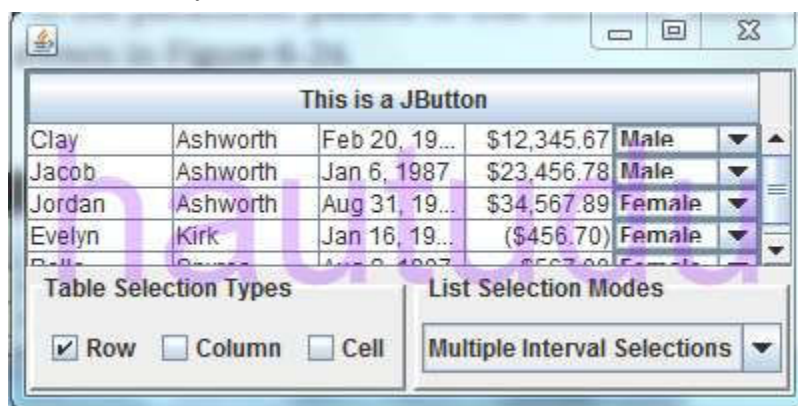 This is a JButton
Clay Ashworth Feb 20, 19... $12,345.67 Male
Jacob Ashworth Jan 6, 1987 $23,456.78 Male
Jordan Ashworth Aug 31, 19... $34,567.89 Female
Evelyn Kirk Jan 16, 19... ($456.70) Female
Table Selection Types List Selection Modes
Row Column Cell Multiple Interval Selections
hautudu